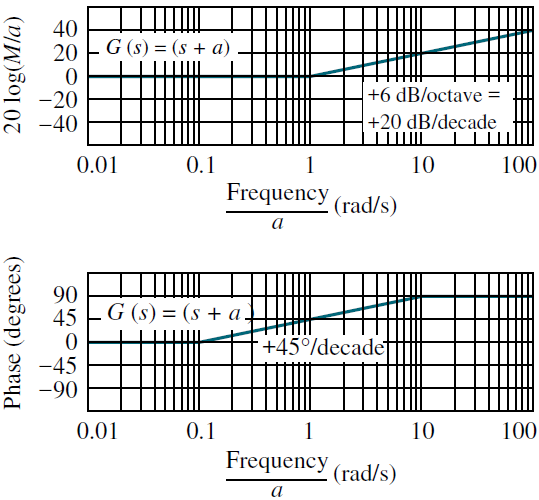 20 log(M/a)
40
20
0
−20
−40
G (s) = (s + a)
+6 dB/octave =
+20 dB/decade
0.01 0.1 1 10 100
Frequency
a
(rad/s)
Phase (degrees)
90
45
0
−45
−90
G (s) = (s + a)
+45°/decade
0.01 0.1 1 10 100
Frequency
a
(rad/s)